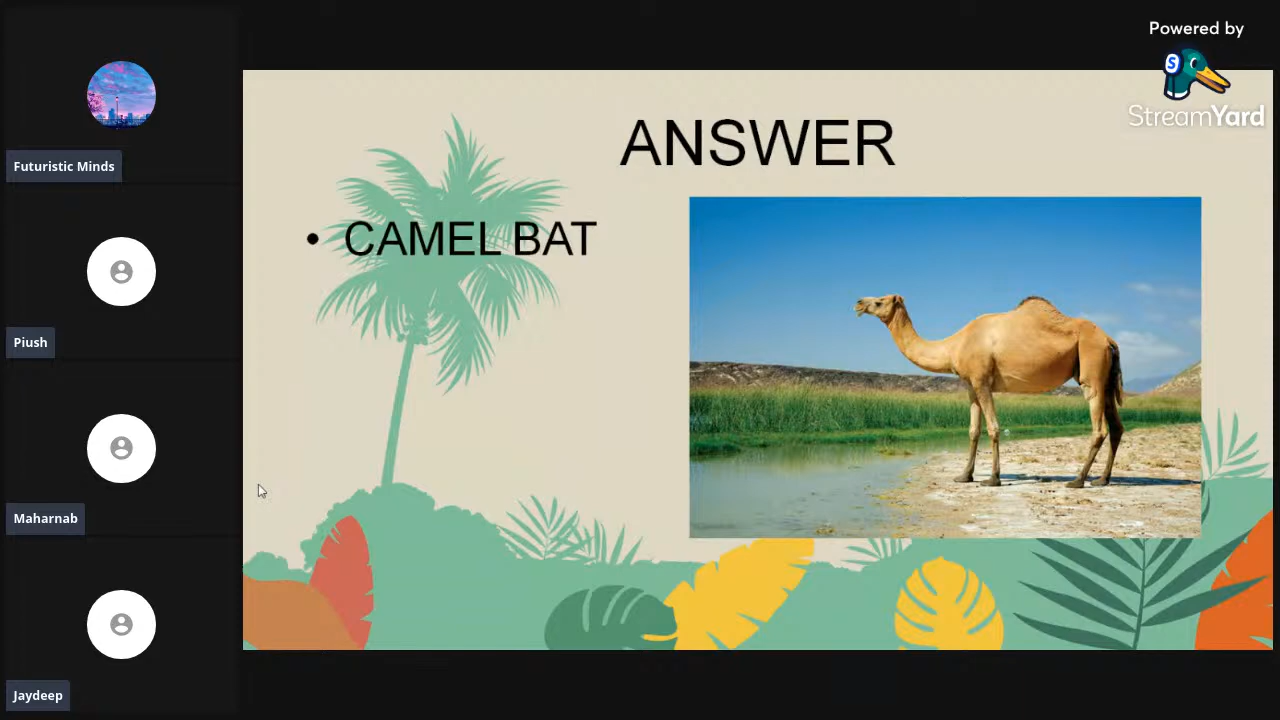 Powered by
S
StreamYard
Futuristic Minds
Piush
Maharnab
Jaydeep
ANSWER
• CAMEL BAT